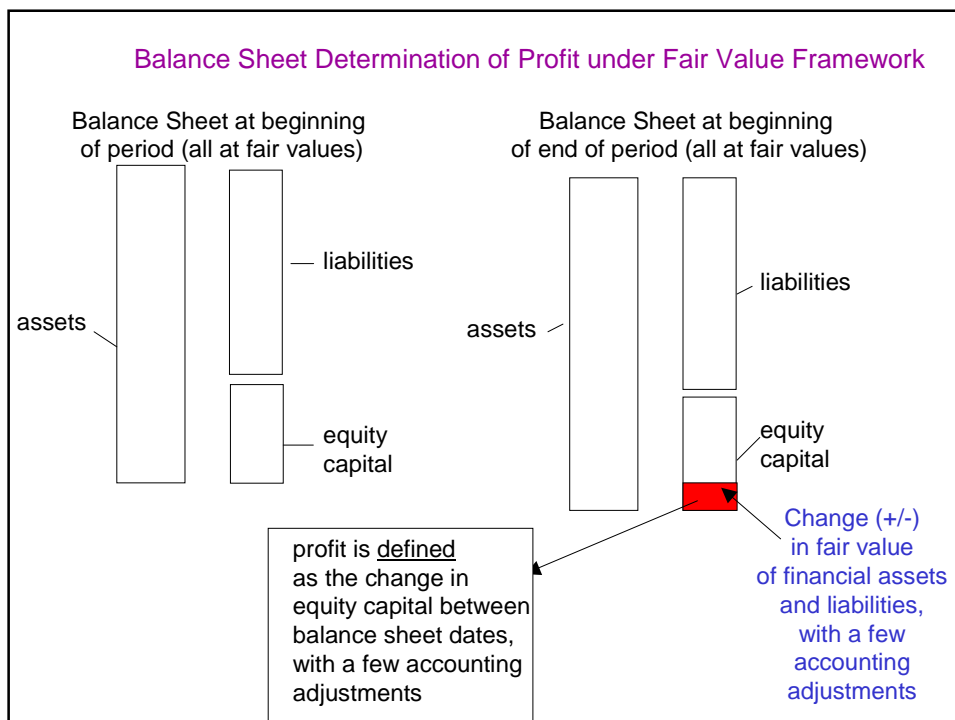 Balance Sheet Determination of Profit under Fair Value Framework
Balance Sheet at beginning
of period (all at fair values)
assets
liabilities
equity
capital
Balance Sheet at beginning
of end of period (all at fair values)
assets
liabilities
equity
capital
profit is defined
as the change in
equity capital between
balance sheet dates,
with a few accounting
adjustments
Change (+/-)
in fair value
of financial assets
and liabilities,
with a few
accounting
adjustments